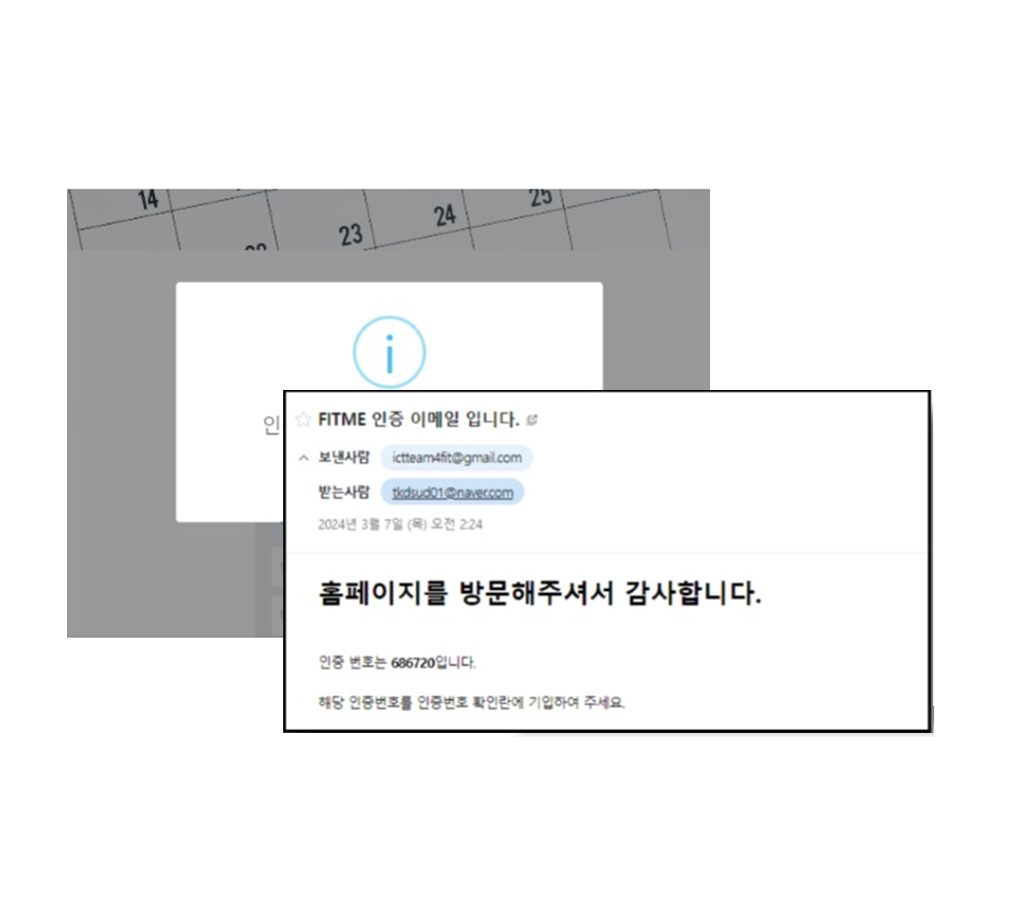 14
23
24
25
i
인
FITME 인증 이메일 입니다.
보낸사람 ictteam4fit@gmail.com
받는사람 tkdsud01@naver.com
2024년 3월 7일 (목) 오전 2:24
홈페이지를 방문해주셔서 감사합니다.
인증 번호는 686720입니다.
해당 인증번호를 인증번호 확인란에 기입하여 주세요.